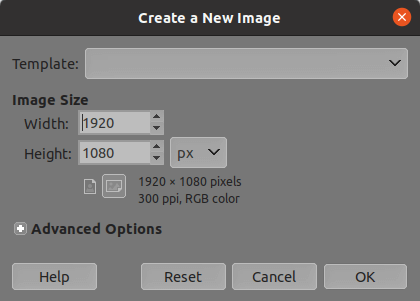 Create a New Image
Template:
Image Size
Width: 1920
Height: 1080 px
1920 × 1080 pixels
300 ppi, RGB color
Advanced Options
Help Reset Cancel OK